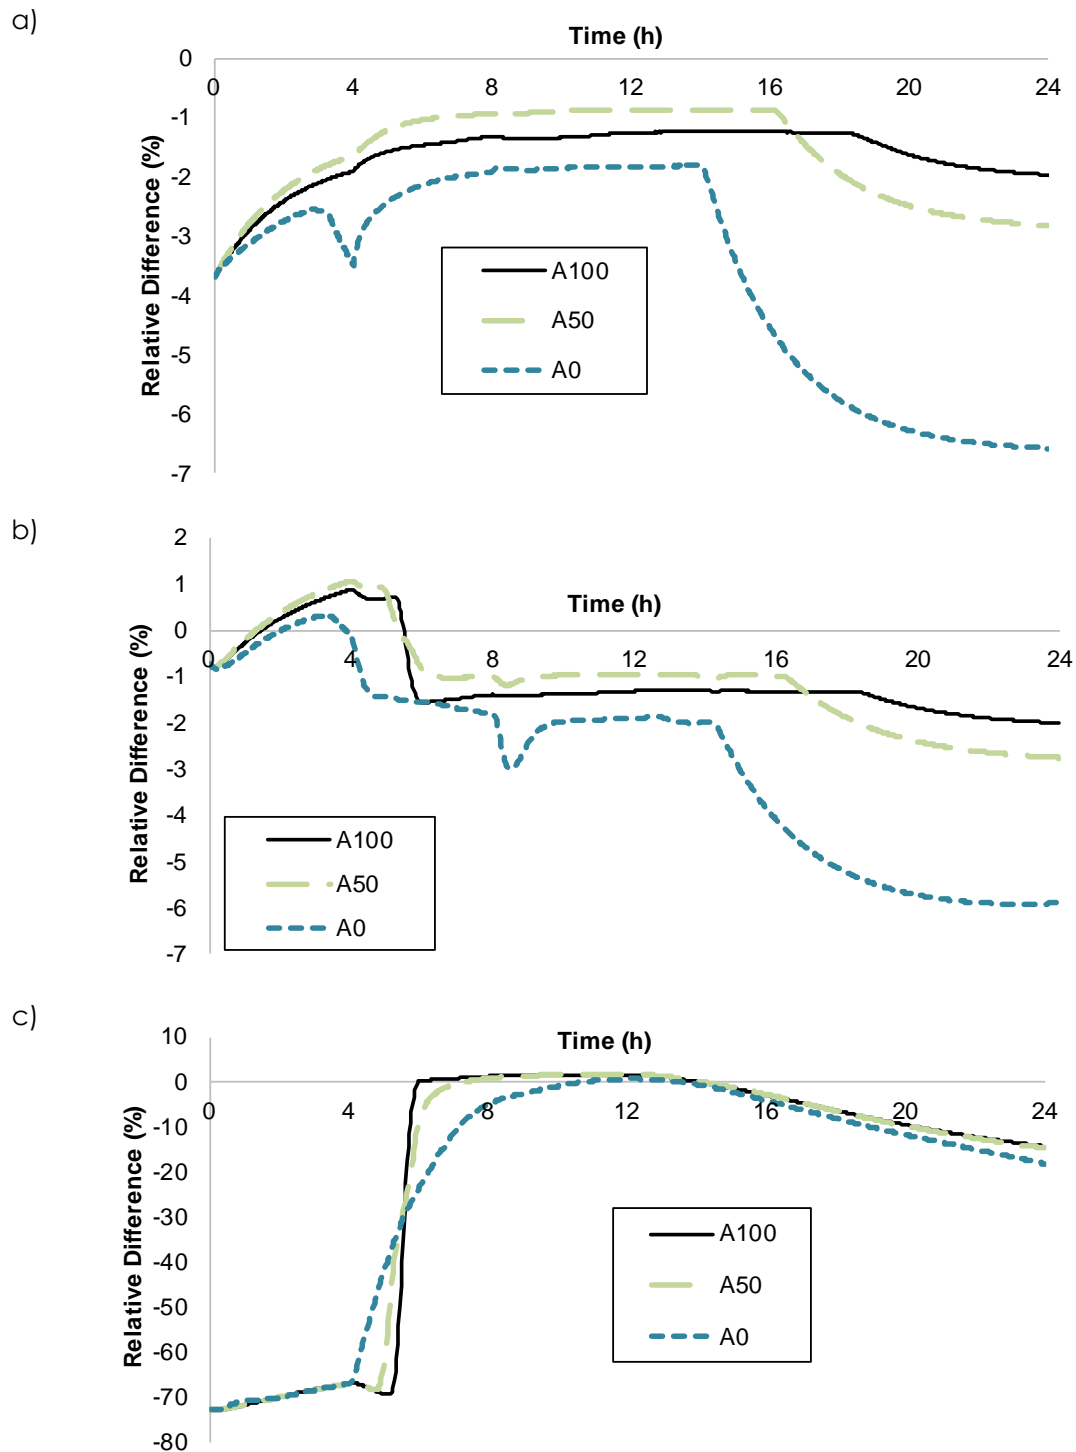 a)
Time (h)
0
0 4 8 12 16 20 24
-1
-2
-3
-4
-5
-6
-7
Relative Difference (%)
A100
A50
A0
b)
2
1
0
Time (h)
0 4 8 12 16 20 24
-1
-2
-3
-4
-5
-6
-7
Relative Difference (%)
A100
A50
A0
c)
10
Time (h)
0
0 4 8 12 16 20 24
-10
-20
-30
-40
-50
-60
-70
-80
Relative Difference (%)
A100
A50
A0